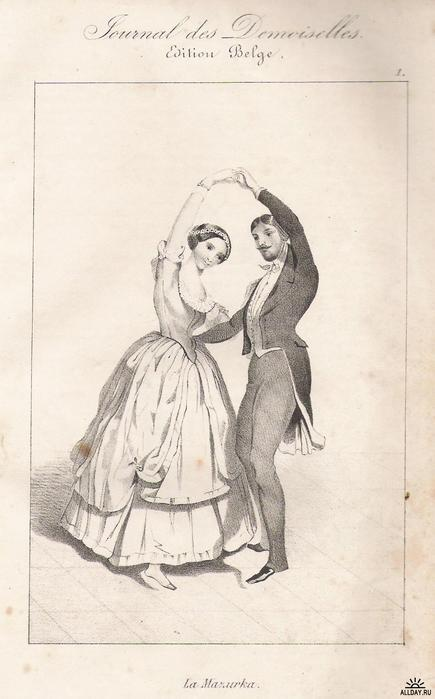 Journal des Demoiselles.
Edition Belge.
1.
La Mazurka.
ALLDAY.RU